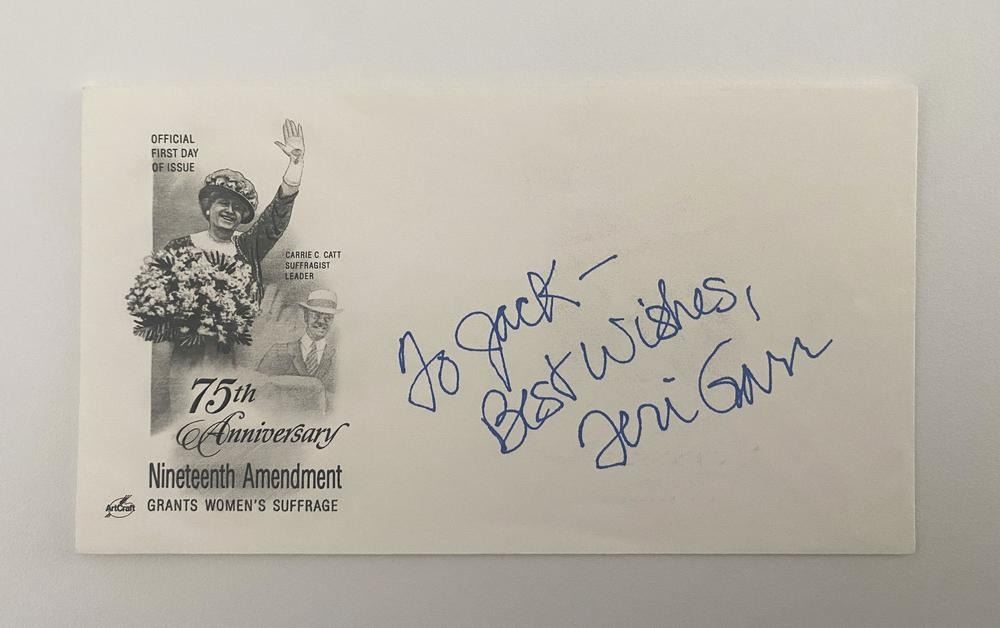 OFFICIAL
FIRST DAY
OF ISSUE
CARRIE C. CATT
SUFFRAGIST
LEADER
75th
Anniversary
Nineteenth Amendment
ArtCraft
GRANTS WOMEN'S SUFFRAGE
To Jack -
Best Wishes,
Teri Garr